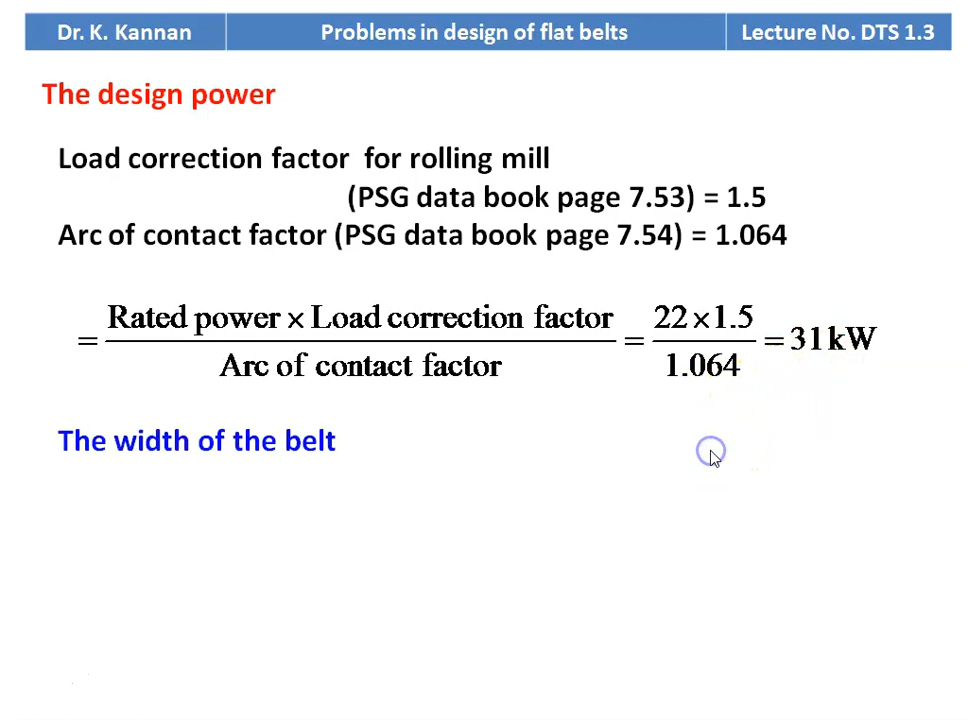 Dr. K. Kannan Problems in design of flat belts Lecture No. DTS 1.3
The design power
Load correction factor for rolling mill
(PSG data book page 7.53) = 1.5
Arc of contact factor (PSG data book page 7.54) = 1.064
= Rated power × Load correction factor / Arc of contact factor = 22 × 1.5 / 1.064 = 31 kW
The width of the belt